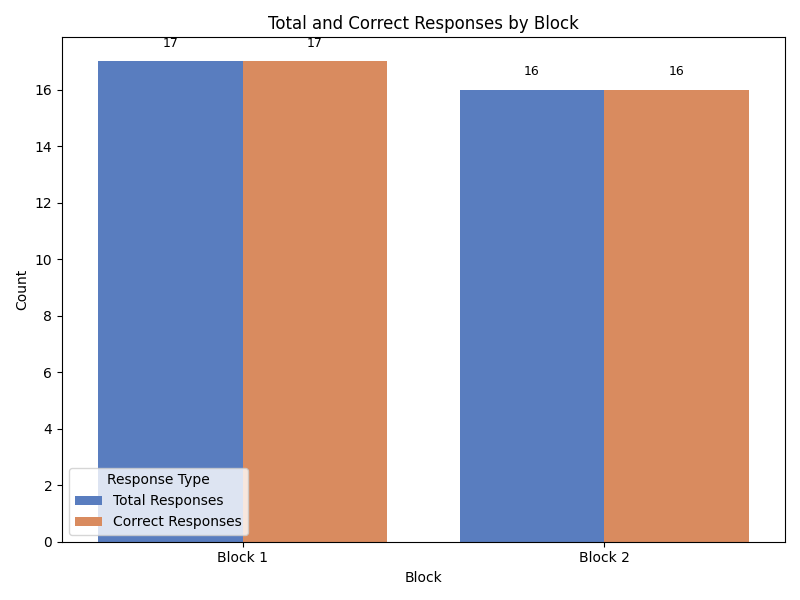 Total and Correct Responses by Block
17
17
16
16
16
14
12
10
8
6
4
2
0
Count
Response Type
Total Responses
Correct Responses
Block 1
Block 2
Block